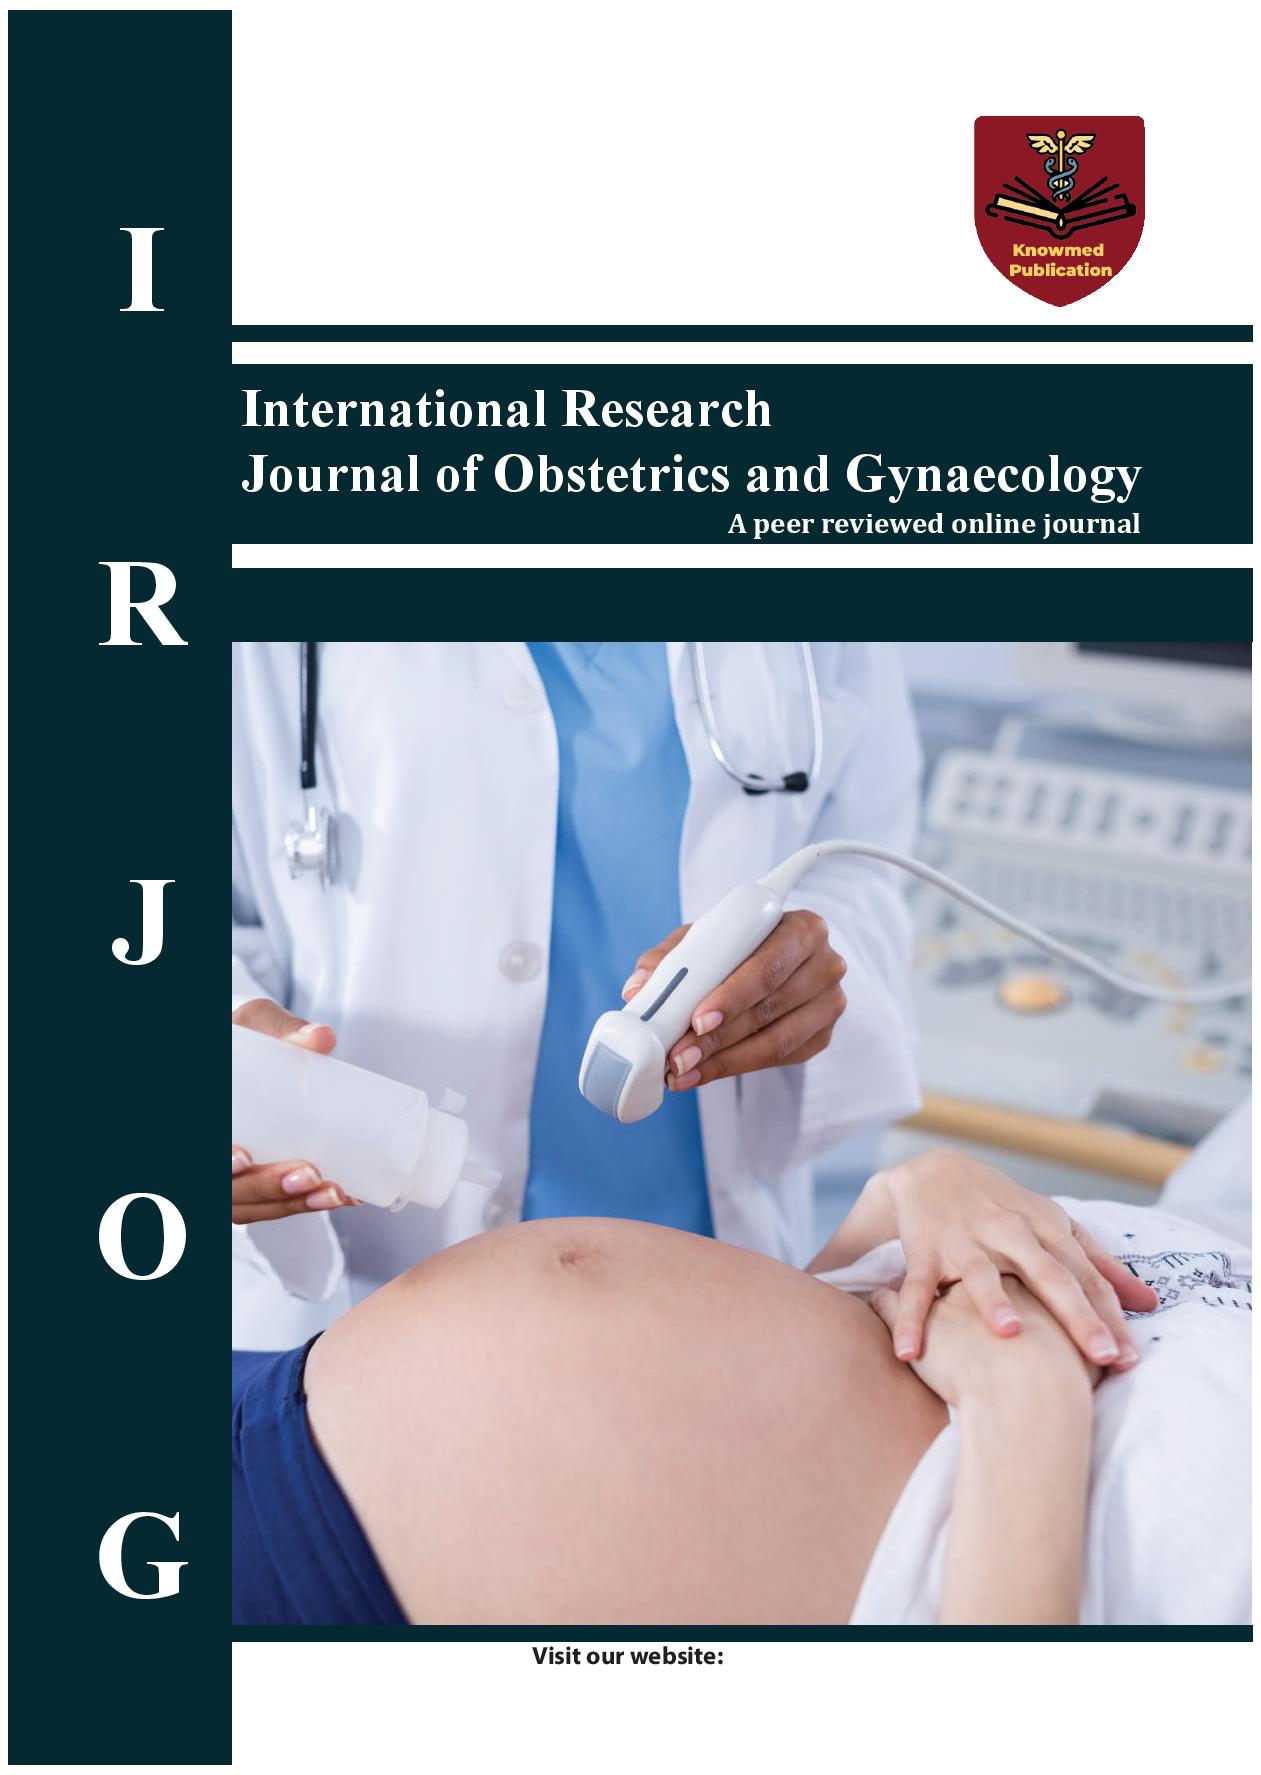 I
R
J
O
G
Knowmed
Publication
International Research
Journal of Obstetrics and Gynaecology
A peer reviewed online journal
Visit our website: